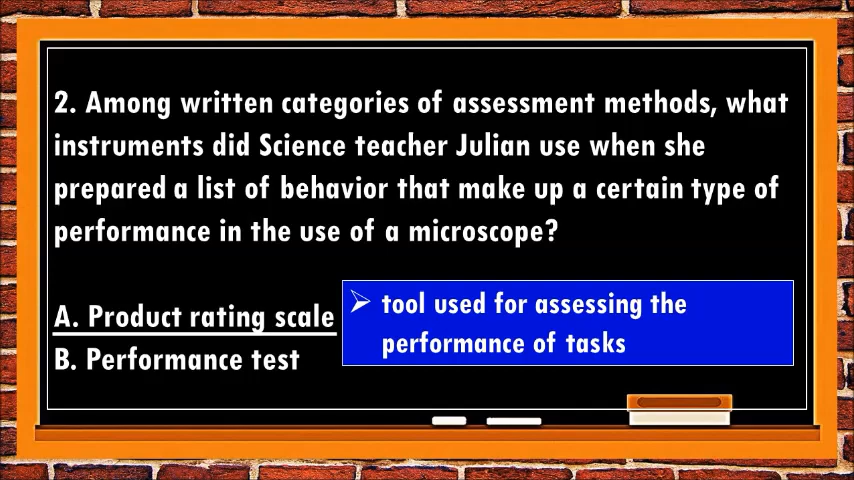 2. Among written categories of assessment methods, what
instruments did Science teacher Julian use when she
prepared a list of behavior that make up a certain type of
performance in the use of a microscope?
A. Product rating scale
B. Performance test
➢ tool used for assessing the
performance of tasks